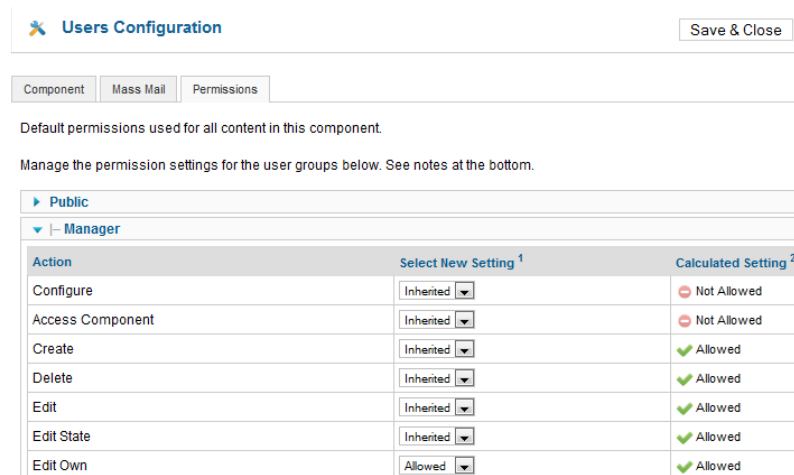 Users Configuration Save & Close
Component Mass Mail Permissions
Default permissions used for all content in this component.
Manage the permission settings for the user groups below. See notes at the bottom.
Public
|– Manager
Action Select New Setting 1 Calculated Setting 2
Configure Inherited Not Allowed
Access Component Inherited Not Allowed
Create Inherited Allowed
Delete Inherited Allowed
Edit Inherited Allowed
Edit State Inherited Allowed
Edit Own Allowed Allowed